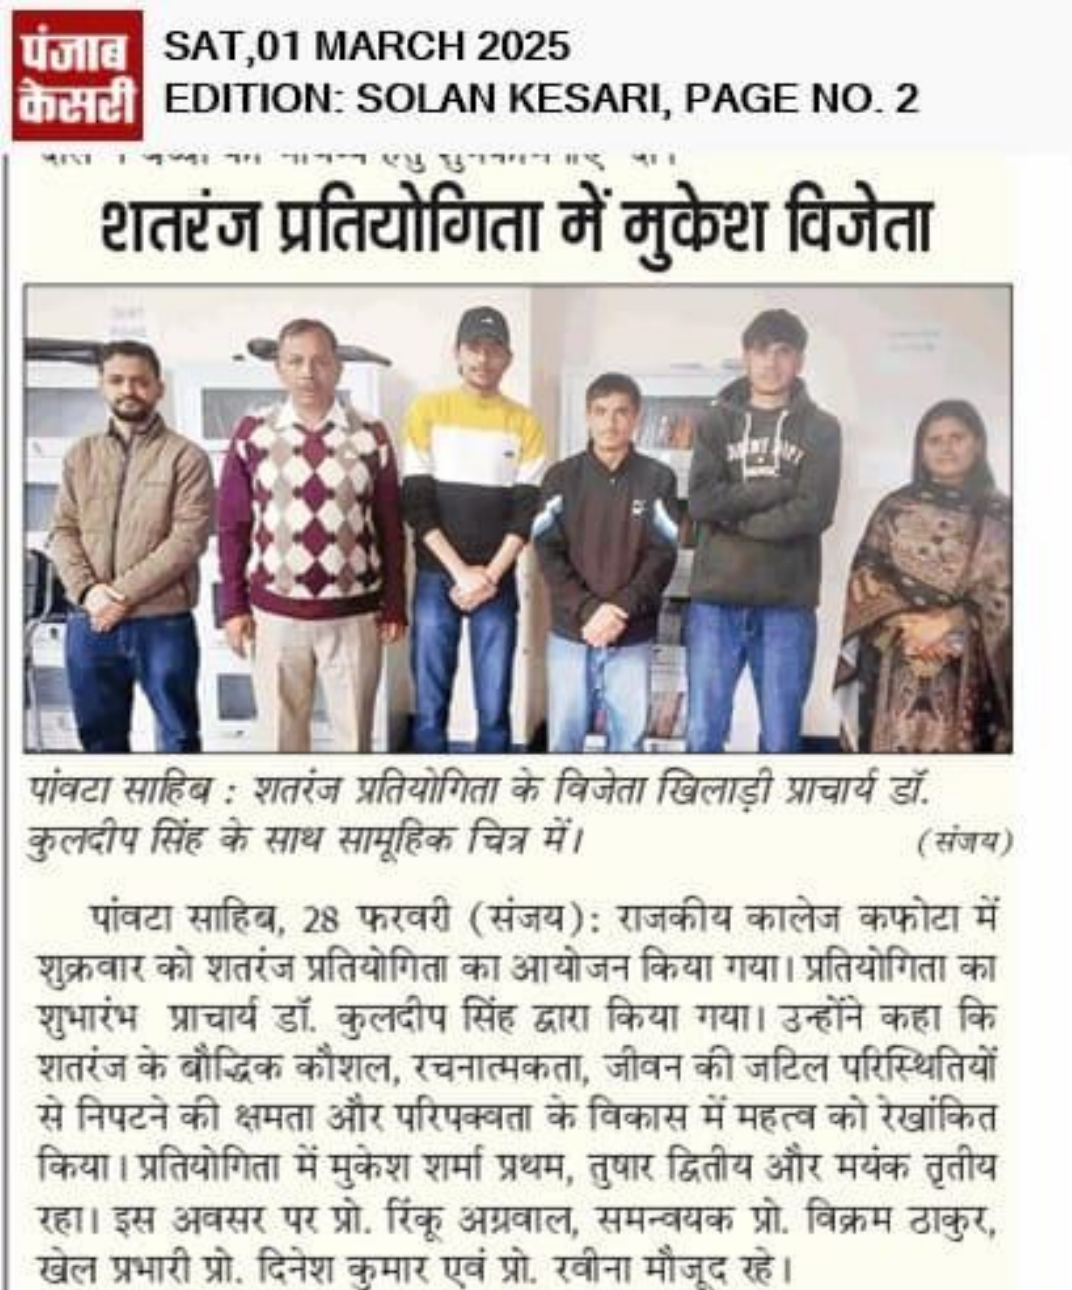 पंजाब
केसरी
SAT,01 MARCH 2025
EDITION: SOLAN KESARI, PAGE NO. 2
शतरंज प्रतियोगिता में मुकेश विजेता
पांवटा साहिब : शतरंज प्रतियोगिता के विजेता खिलाड़ी प्राचार्य डॉ.
कुलदीप सिंह के साथ सामूहिक चित्र में। (संजय)
पांवटा साहिब, 28 फरवरी (संजय): राजकीय कालेज कफोटा में
शुक्रवार को शतरंज प्रतियोगिता का आयोजन किया गया। प्रतियोगिता का
शुभारंभ प्राचार्य डॉ. कुलदीप सिंह द्वारा किया गया। उन्होंने कहा कि
शतरंज के बौद्धिक कौशल, रचनात्मकता, जीवन की जटिल परिस्थितियों
से निपटने की क्षमता और परिपक्वता के विकास में महत्व को रेखांकित
किया। प्रतियोगिता में मुकेश शर्मा प्रथम, तुषार द्वितीय और मयंक तृतीय
रहा। इस अवसर पर प्रो. रिंकू अग्रवाल, समन्वयक प्रो. विक्रम ठाकुर,
खेल प्रभारी प्रो. दिनेश कुमार एवं प्रो. रवीना मौजूद रहे।